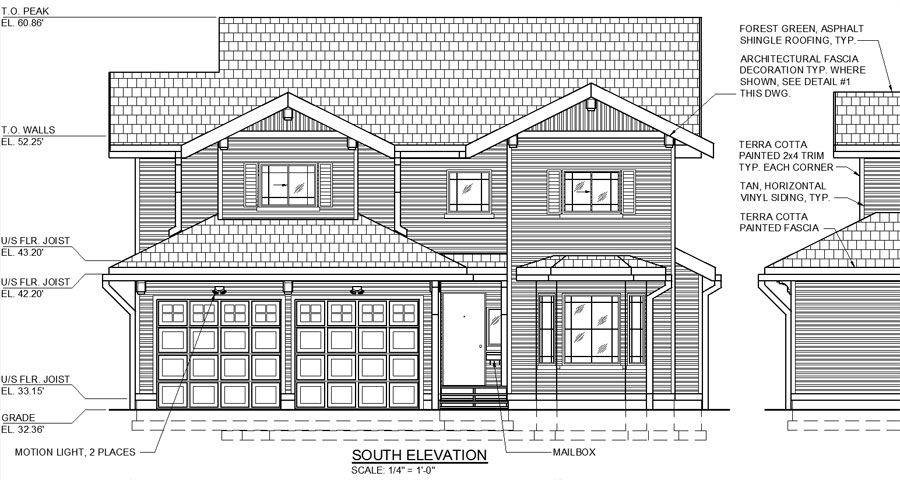 T.O. PEAK
EL. 60.86'
T.O. WALLS
EL. 52.25'
U/S FLR. JOIST
EL. 43.20'
U/S FLR. JOIST
EL. 42.20'
U/S FLR. JOIST
EL. 33.15'
GRADE
EL. 32.36'
MOTION LIGHT, 2 PLACES
SOUTH ELEVATION
SCALE: 1/4" = 1'-0"
MAILBOX
FOREST GREEN, ASPHALT
SHINGLE ROOFING, TYP.
ARCHITECTURAL FASCIA
DECORATION TYP. WHERE
SHOWN, SEE DETAIL #1
THIS DWG.
TERRA COTTA
PAINTED 2x4 TRIM
TYP. EACH CORNER
TAN, HORIZONTAL
VINYL SIDING, TYP.
TERRA COTTA
PAINTED FASCIA